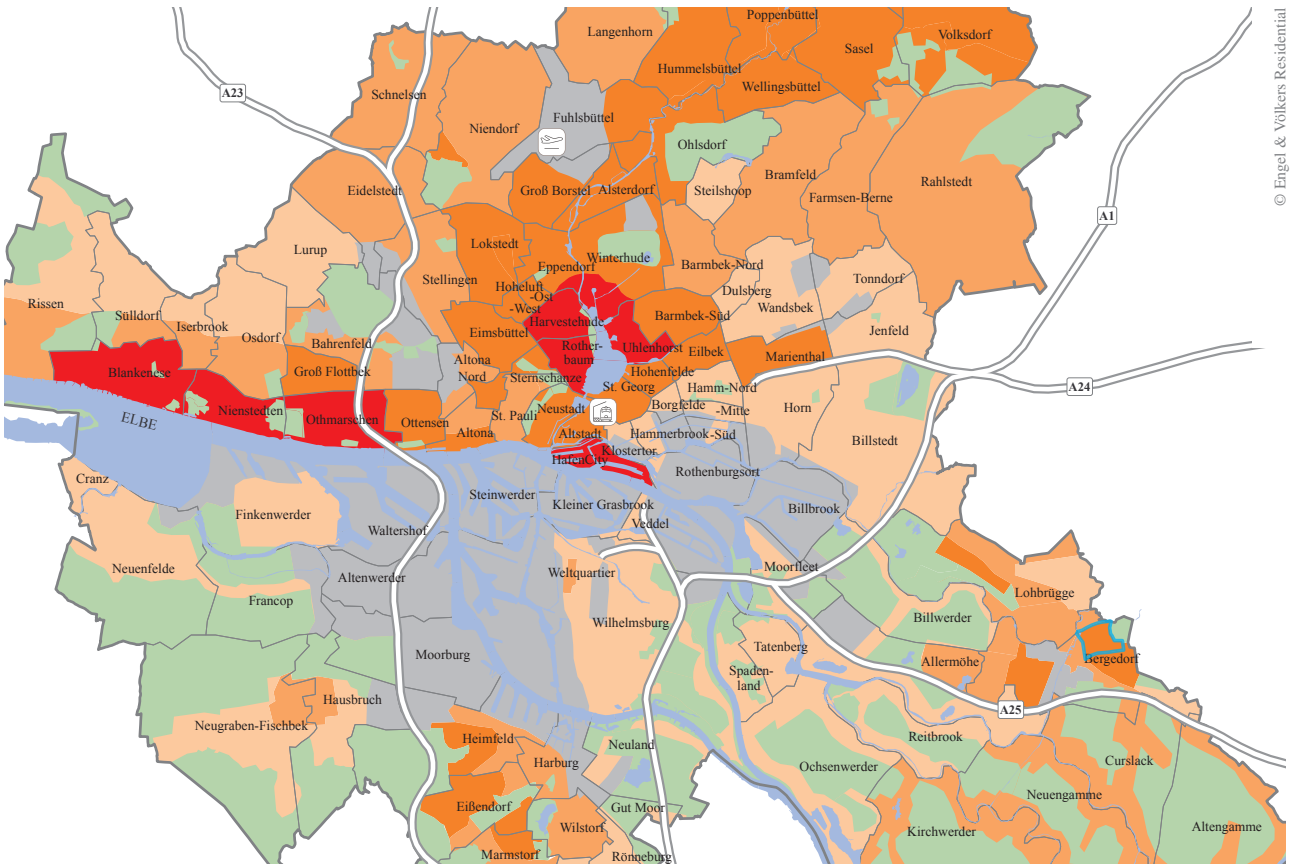 Poppenbüttel
Langenhorn
Volksdorf
Sasel
Hummelsbüttel
Wellingsbüttel
A23
Schnelsen
Fuhlsbüttel
Niendorf
Ohlsdorf
Bramfeld
Rahlstedt
Eidelstedt
Groß Borstel
Alsterdorf
Steilshoop
Farmsen-Berne
A1
Lurup
Lokstedt
Winterhude
Eppendorf
Barmbek-Nord
Stellingen
Tonndorf
Hoheluft
-Ost
-West
Dulsberg
Wandsbek
Rissen
Sülldorf
Iserbrook
Harvestehude
Barmbek-Süd
Eimsbüttel
Jenfeld
Osdorf
Bahrenfeld
Rother-
baum
Uhlenhorst
Eilbek
Marienthal
Altona
Nord
Blankenese
Groß Flottbek
Sternschanze
Hohenfelde
St. Georg
Hamm-Nord
A24
Nienstedten
Othmarschen
Ottensen
St. Pauli
Neustadt
Borgfelde
-Mitte
Horn
ELBE
Altona
Altstadt
Hammerbrook
-Süd
Billstedt
HafenCity
Klostertor
Rothenburgsort
Cranz
Steinwerder
Kleiner Grasbrook
Billbrook
Finkenwerder
Waltershof
Veddel
Neuenfelde
Altenwerder
Weltquartier
Moorfleet
Lohbrügge
Francop
Wilhelmsburg
Billwerder
Moorburg
Tatenberg
Allermöhe
Bergedorf
Spaden-
land
Hausbruch
A25
Neugraben-Fischbek
Heimfeld
Neuland
Reitbrook
Harburg
Ochsenwerder
Curslack
Neuengamme
Eißendorf
Gut Moor
Wilstorf
Kirchwerder
Altengamme
Marmstorf
Rönneburg
© Engel & Völkers Residential